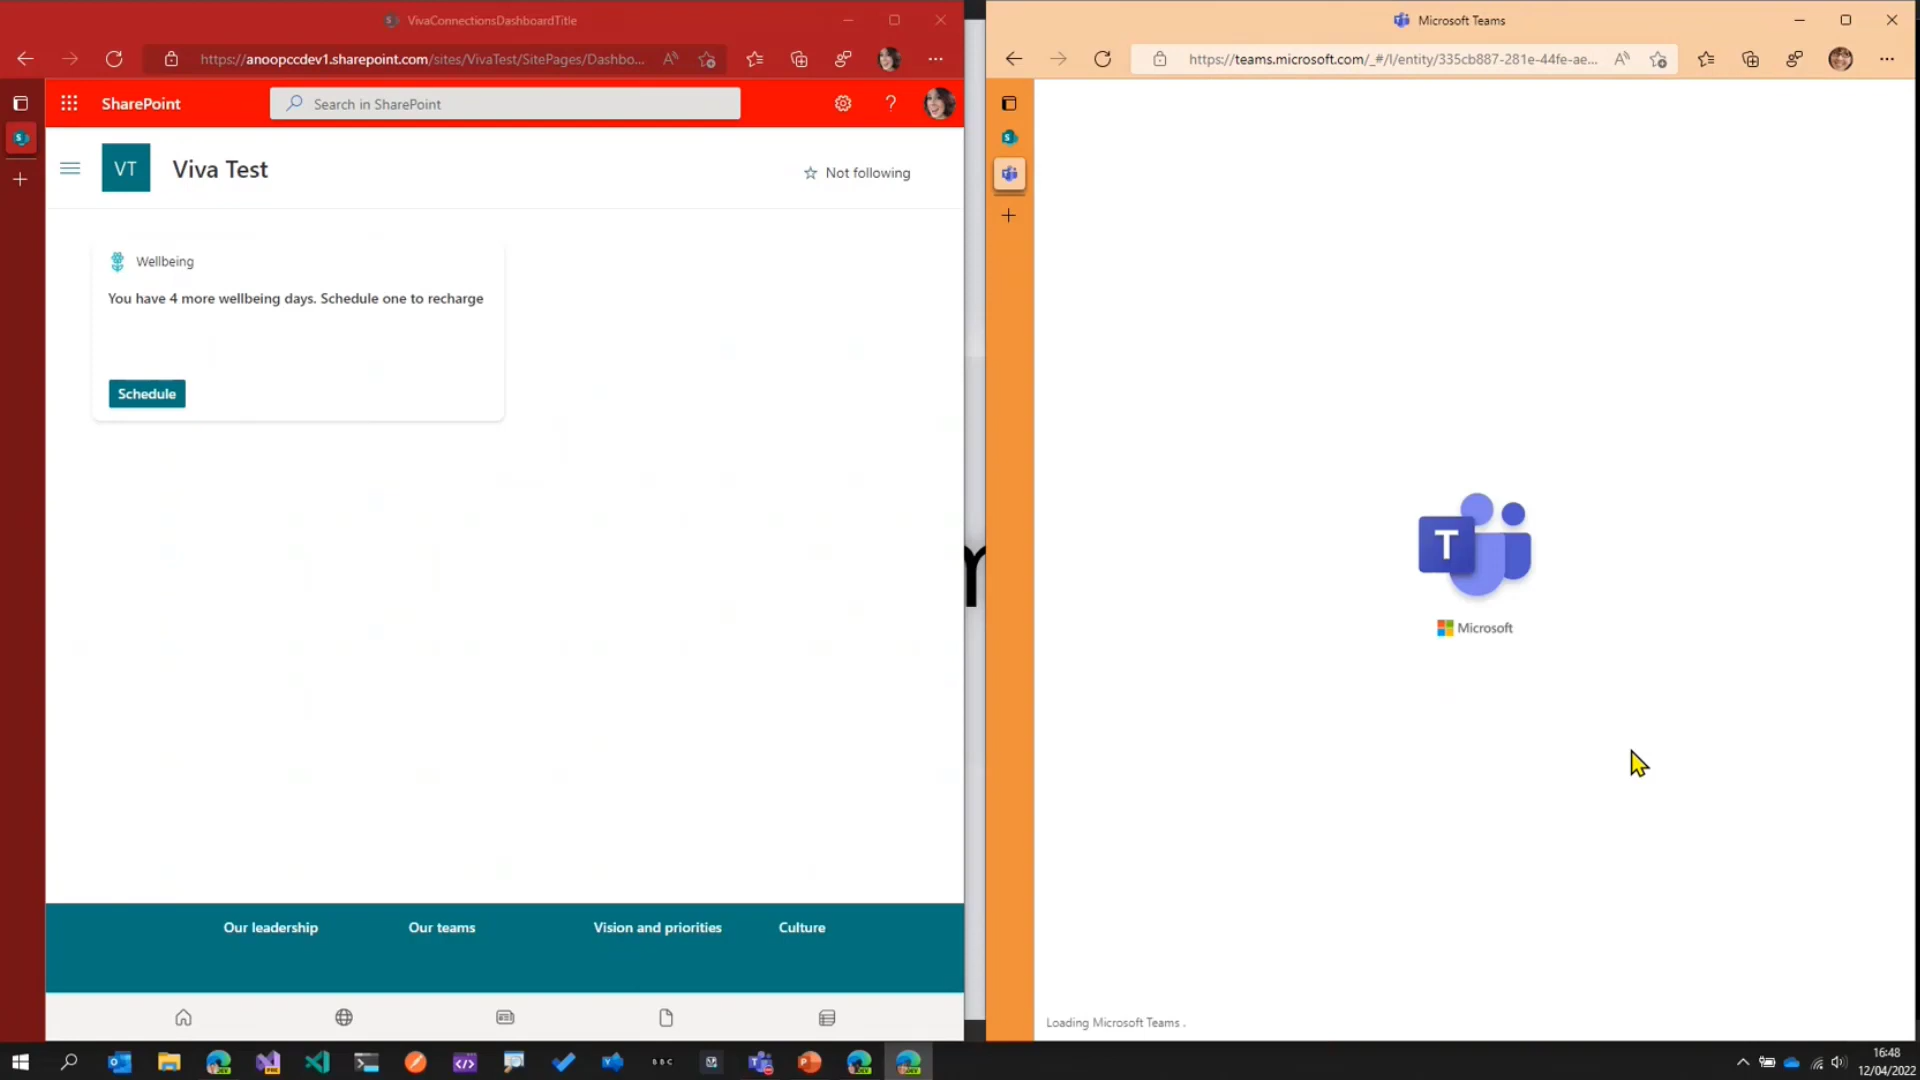 VivaConnectionsDashboardTitle
https://anoopccdev1.sharepoint.com/sites/VivaTest/SitePages/Dashbo...
SharePoint
Search in SharePoint
?
VT
Viva Test
Not following
Wellbeing
You have 4 more wellbeing days. Schedule one to recharge
Schedule
Our leadership
Our teams
Vision and priorities
Culture
m
Microsoft Teams
https://teams.microsoft.com/_#/l/entity/335cb887-281e-44fe-ae...
T
Microsoft
Loading Microsoft Teams .
BBC
16:48
12/04/2022